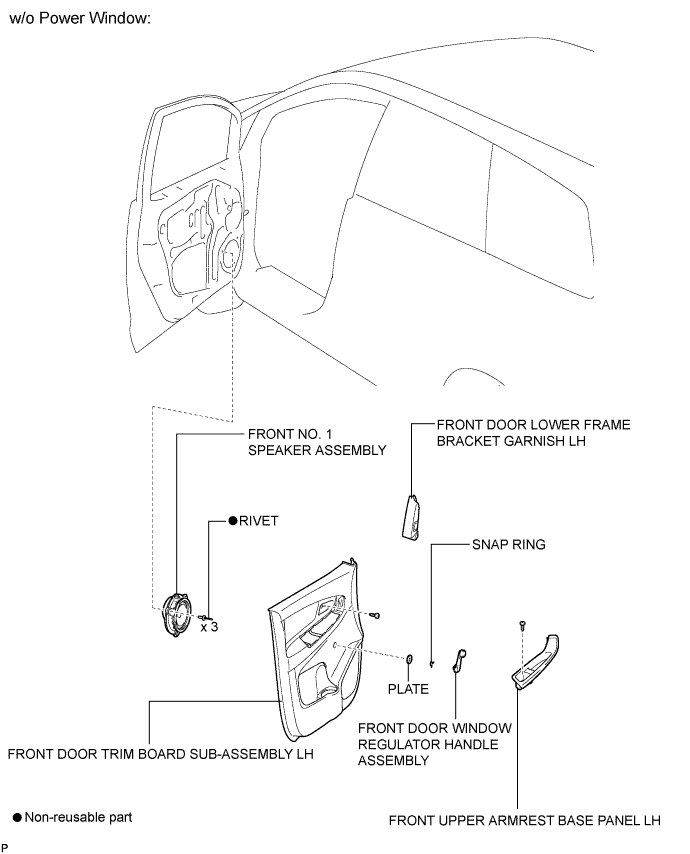 w/o Power Window:
FRONT NO. 1
SPEAKER ASSEMBLY
FRONT DOOR LOWER FRAME
BRACKET GARNISH LH
●RIVET
SNAP RING
x 3
PLATE
FRONT DOOR WINDOW
REGULATOR HANDLE
ASSEMBLY
FRONT DOOR TRIM BOARD SUB-ASSEMBLY LH
● Non-reusable part
FRONT UPPER ARMREST BASE PANEL LH
P